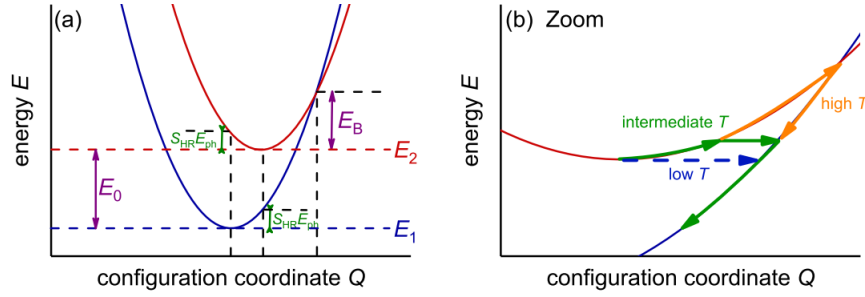 (a)
energy E
S_HR E_ph
E_B
E_2
E_0
S_HR E_ph
E_1
configuration coordinate Q
(b) Zoom
energy E
intermediate T
high T
low T
configuration coordinate Q